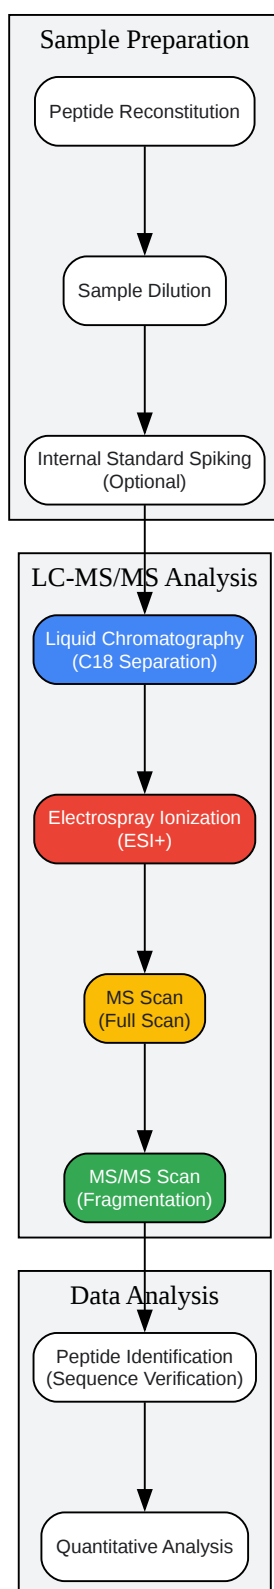 Sample Preparation
Peptide Reconstitution
Sample Dilution
Internal Standard Spiking
(Optional)
LC-MS/MS Analysis
Liquid Chromatography
(C18 Separation)
Electrospray Ionization
(ESI+)
MS Scan
(Full Scan)
MS/MS Scan
(Fragmentation)
Data Analysis
Peptide Identification
(Sequence Verification)
Quantitative Analysis